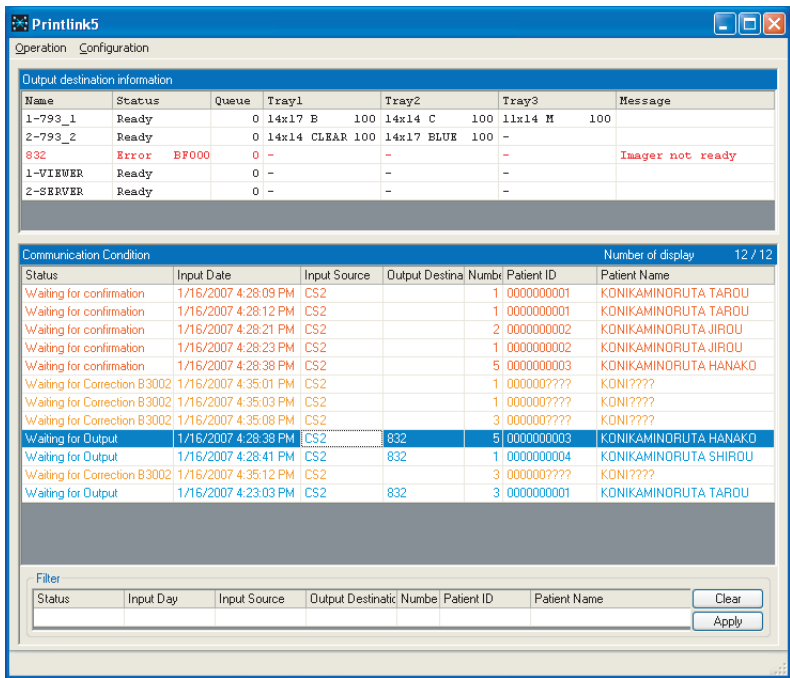 Printlink5
Operation Configuration
Output destination information
Name Status Queue Tray1 Tray2 Tray3 Message
1-793_1 Ready 0 14x17 B 100 14x14 C 100 11x14 M 100
2-793_2 Ready 0 14x14 CLEAR 100 14x17 BLUE 100 -
832 Error BF000 0 - - - Imager not ready
1-VIEWER Ready 0 - - -
2-SERVER Ready 0 - - -
Communication Condition Number of display 12 / 12
Status Input Date Input Source Output Destina Numbe Patient ID Patient Name
Waiting for confirmation 1/16/2007 4:28:09 PM CS2 1 0000000001 KONIKAMINORUTA TAROU
Waiting for confirmation 1/16/2007 4:28:12 PM CS2 1 0000000001 KONIKAMINORUTA TAROU
Waiting for confirmation 1/16/2007 4:28:21 PM CS2 2 0000000002 KONIKAMINORUTA JIROU
Waiting for confirmation 1/16/2007 4:28:23 PM CS2 1 0000000002 KONIKAMINORUTA JIROU
Waiting for confirmation 1/16/2007 4:28:38 PM CS2 5 0000000003 KONIKAMINORUTA HANAKO
Waiting for Correction B3002 1/16/2007 4:35:01 PM CS2 1 000000???? KONI????
Waiting for Correction B3002 1/16/2007 4:35:03 PM CS2 1 000000???? KONI????
Waiting for Correction B3002 1/16/2007 4:35:08 PM CS2 3 000000???? KONI????
Waiting for Output 1/16/2007 4:28:38 PM CS2 832 5 0000000003 KONIKAMINORUTA HANAKO
Waiting for Output 1/16/2007 4:28:41 PM CS2 832 1 0000000004 KONIKAMINORUTA SHIROU
Waiting for Correction B3002 1/16/2007 4:35:12 PM CS2 3 000000???? KONI????
Waiting for Output 1/16/2007 4:23:03 PM CS2 832 3 0000000001 KONIKAMINORUTA TAROU
Filter
Status Input Day Input Source Output Destinatic Numbe Patient ID Patient Name Clear
Apply